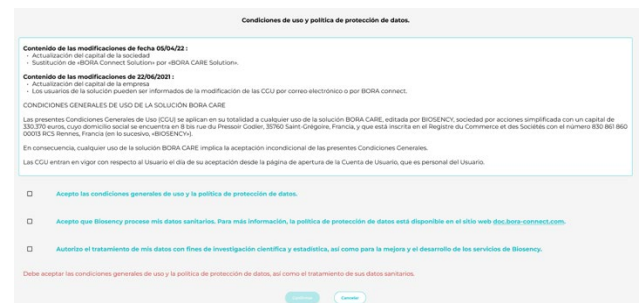 Condiciones de uso y política de protección de datos.
Contenido de las modificaciones de fecha 05/04/22 :
- Actualización del capital de la sociedad
- Sustitución de «BORA Connect Solution» por «BORA CARE Solution».
Contenido de las modificaciones de 22/06/2021 :
- Actualización del capital de la empresa
- Los usuarios de la solución pueden ser informados de la modificación de las CGU por correo electrónico o por BORA connect.
CONDICIONES GENERALES DE USO DE LA SOLUCIÓN BORA CARE
Las presentes Condiciones Generales de Uso (CGU) se aplican en su totalidad a cualquier uso de la solución BORA CARE, editada por BIOSENCY, sociedad por acciones simplificada con un capital de
330.370 euros, cuyo domicilio social se encuentra en 8 bis rue du Pressoir Godier, 35760 Saint-Grégoire, Francia, y que está inscrita en el Registre du Commerce et des Sociétés con el número 830 861 860
00013 RCS Rennes, Francia (en lo sucesivo, «BIOSENCY»).
En consecuencia, cualquier uso de la solución BORA CARE implica la aceptación incondicional de las presentes Condiciones Generales.
Las CGU entran en vigor con respecto al Usuario el día de su aceptación desde la página de apertura de la Cuenta de Usuario, que es personal del Usuario.
Acepto las condiciones generales de uso y la política de protección de datos.
Acepto que Biosency procese mis datos sanitarios. Para más información, la política de protección de datos está disponible en el sitio web doc.bora-connect.com.
Autorizo el tratamiento de mis datos con fines de investigación científica y estadística, así como para la mejora y el desarrollo de los servicios de Biosency.
Debe aceptar las condiciones generales de uso y la política de protección de datos, así como el tratamiento de sus datos sanitarios.
Cancelar